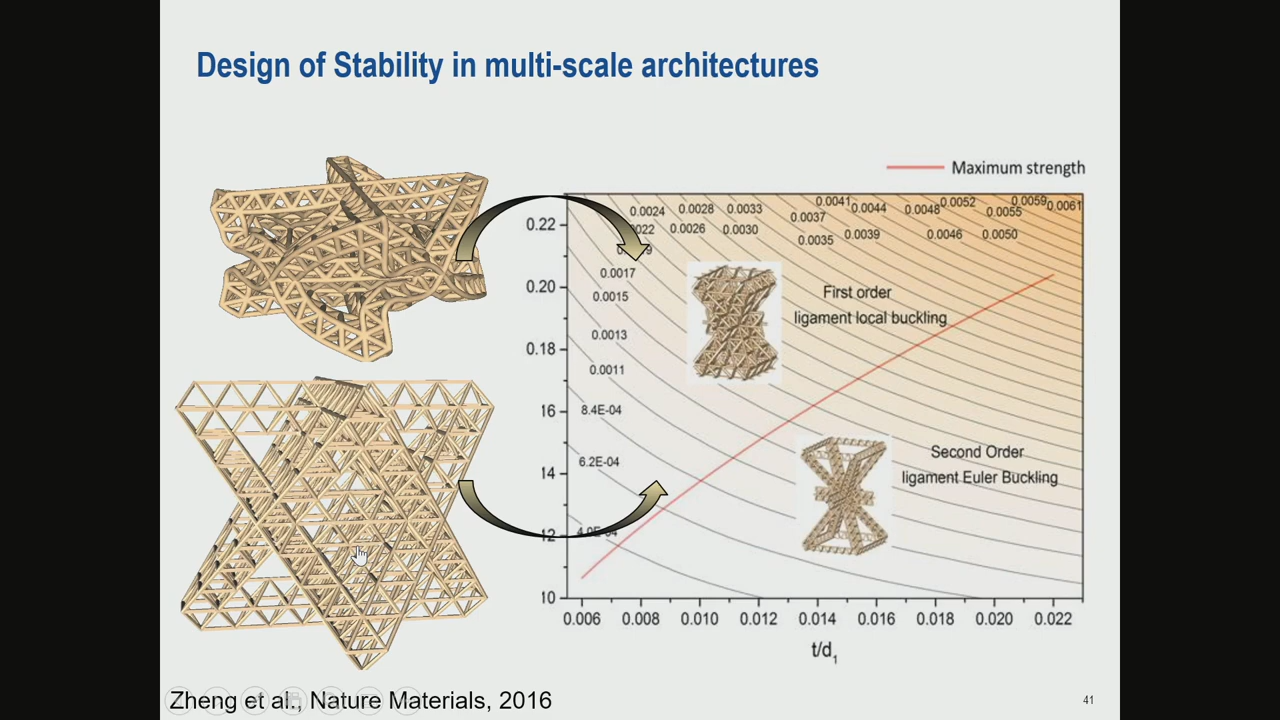 Design of Stability in multi-scale architectures
Maximum strength
0.0024 0.0028 0.0033 0.0041 0.0044 0.0048 0.0052 0.0059 0.0061
0.0037 0.0055
0.0026 0.0030 0.0035 0.0039 0.0046 0.0050
0.0017
0.0015
0.0013
0.0011
8.4E-04
6.2E-04
0.22
0.20
0.18
16
14
12
10
First order
ligament local buckling
Second Order
ligament Euler Buckling
0.006 0.008 0.010 0.012 0.014 0.016 0.018 0.020 0.022
t/d1
Zheng et al., Nature Materials, 2016
41